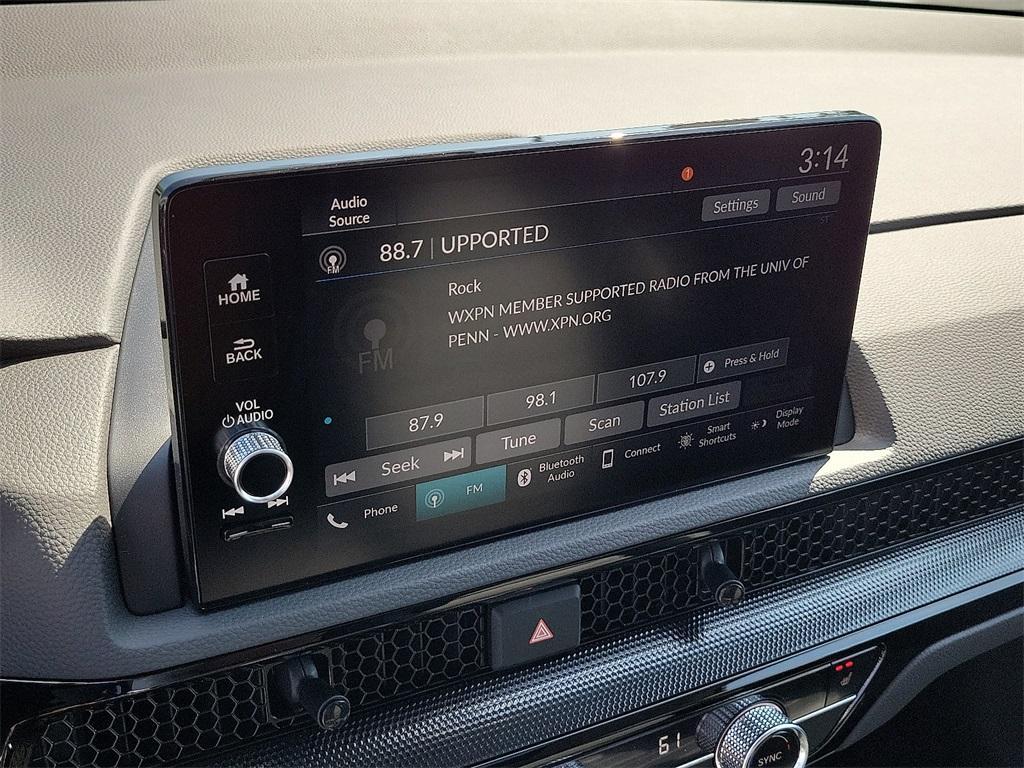 3:14
1
Audio
Source
Settings
Sound
88.7 | UPPORTED
FM
HOME
Rock
WXPN MEMBER SUPPORTED RADIO FROM THE UNIV OF
PENN - WWW.XPN.ORG
FM
BACK
VOL
AUDIO
87.9
98.1
107.9
Press & Hold
Seek
Tune
Scan
Station List
Phone
FM
Bluetooth
Audio
Connect
Smart
Shortcuts
Display
Mode
61
SYNC